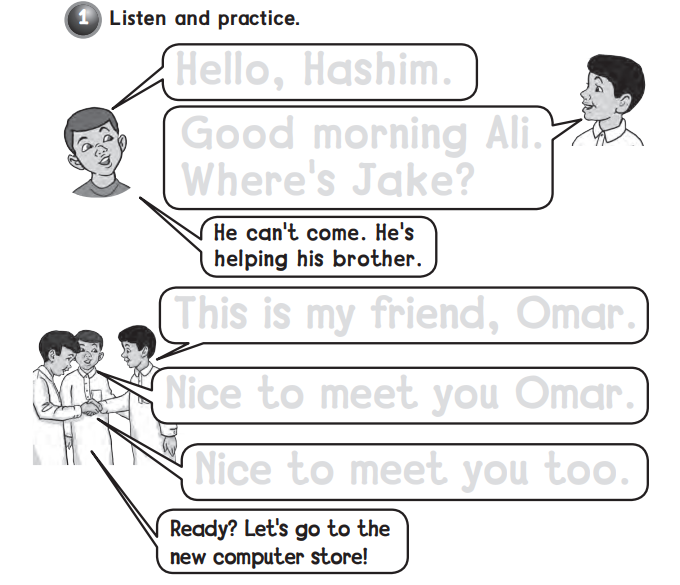 1 Listen and practice.
Hello, Hashim.
Good morning Ali.
Where's Jake?
He can't come. He's
helping his brother.
This is my friend, Omar.
Nice to meet you Omar.
Nice to meet you too.
Ready? Let's go to the
new computer store!